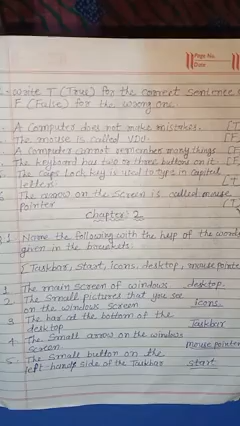 Page No.
Date
write T (True) for the correct sentence
F (False) for the wrong one
A Computer does not make mistakes. [T
The mouse is called VDU. [F
A Computer cannot remember many things [F
The keyboard has two or three buttons on it. [F
The caps Lock key is used to type in capital
letters [T
The arrow on the screen is called mouse
pointer [T
Chapter 2
1 Name the following with the help of the words
given in the brackets.
[Taskbar, start, icons, desktop, mouse pointer
1 The main screen of windows desktop.
2 The Small pictures that you see
on the windows screen icons
3 The bar at the bottom of the
desktop Taskbar
4. The small arrow on the windows
screen mouse pointer
5. The small button on the
left-hand side of the Taskbar start